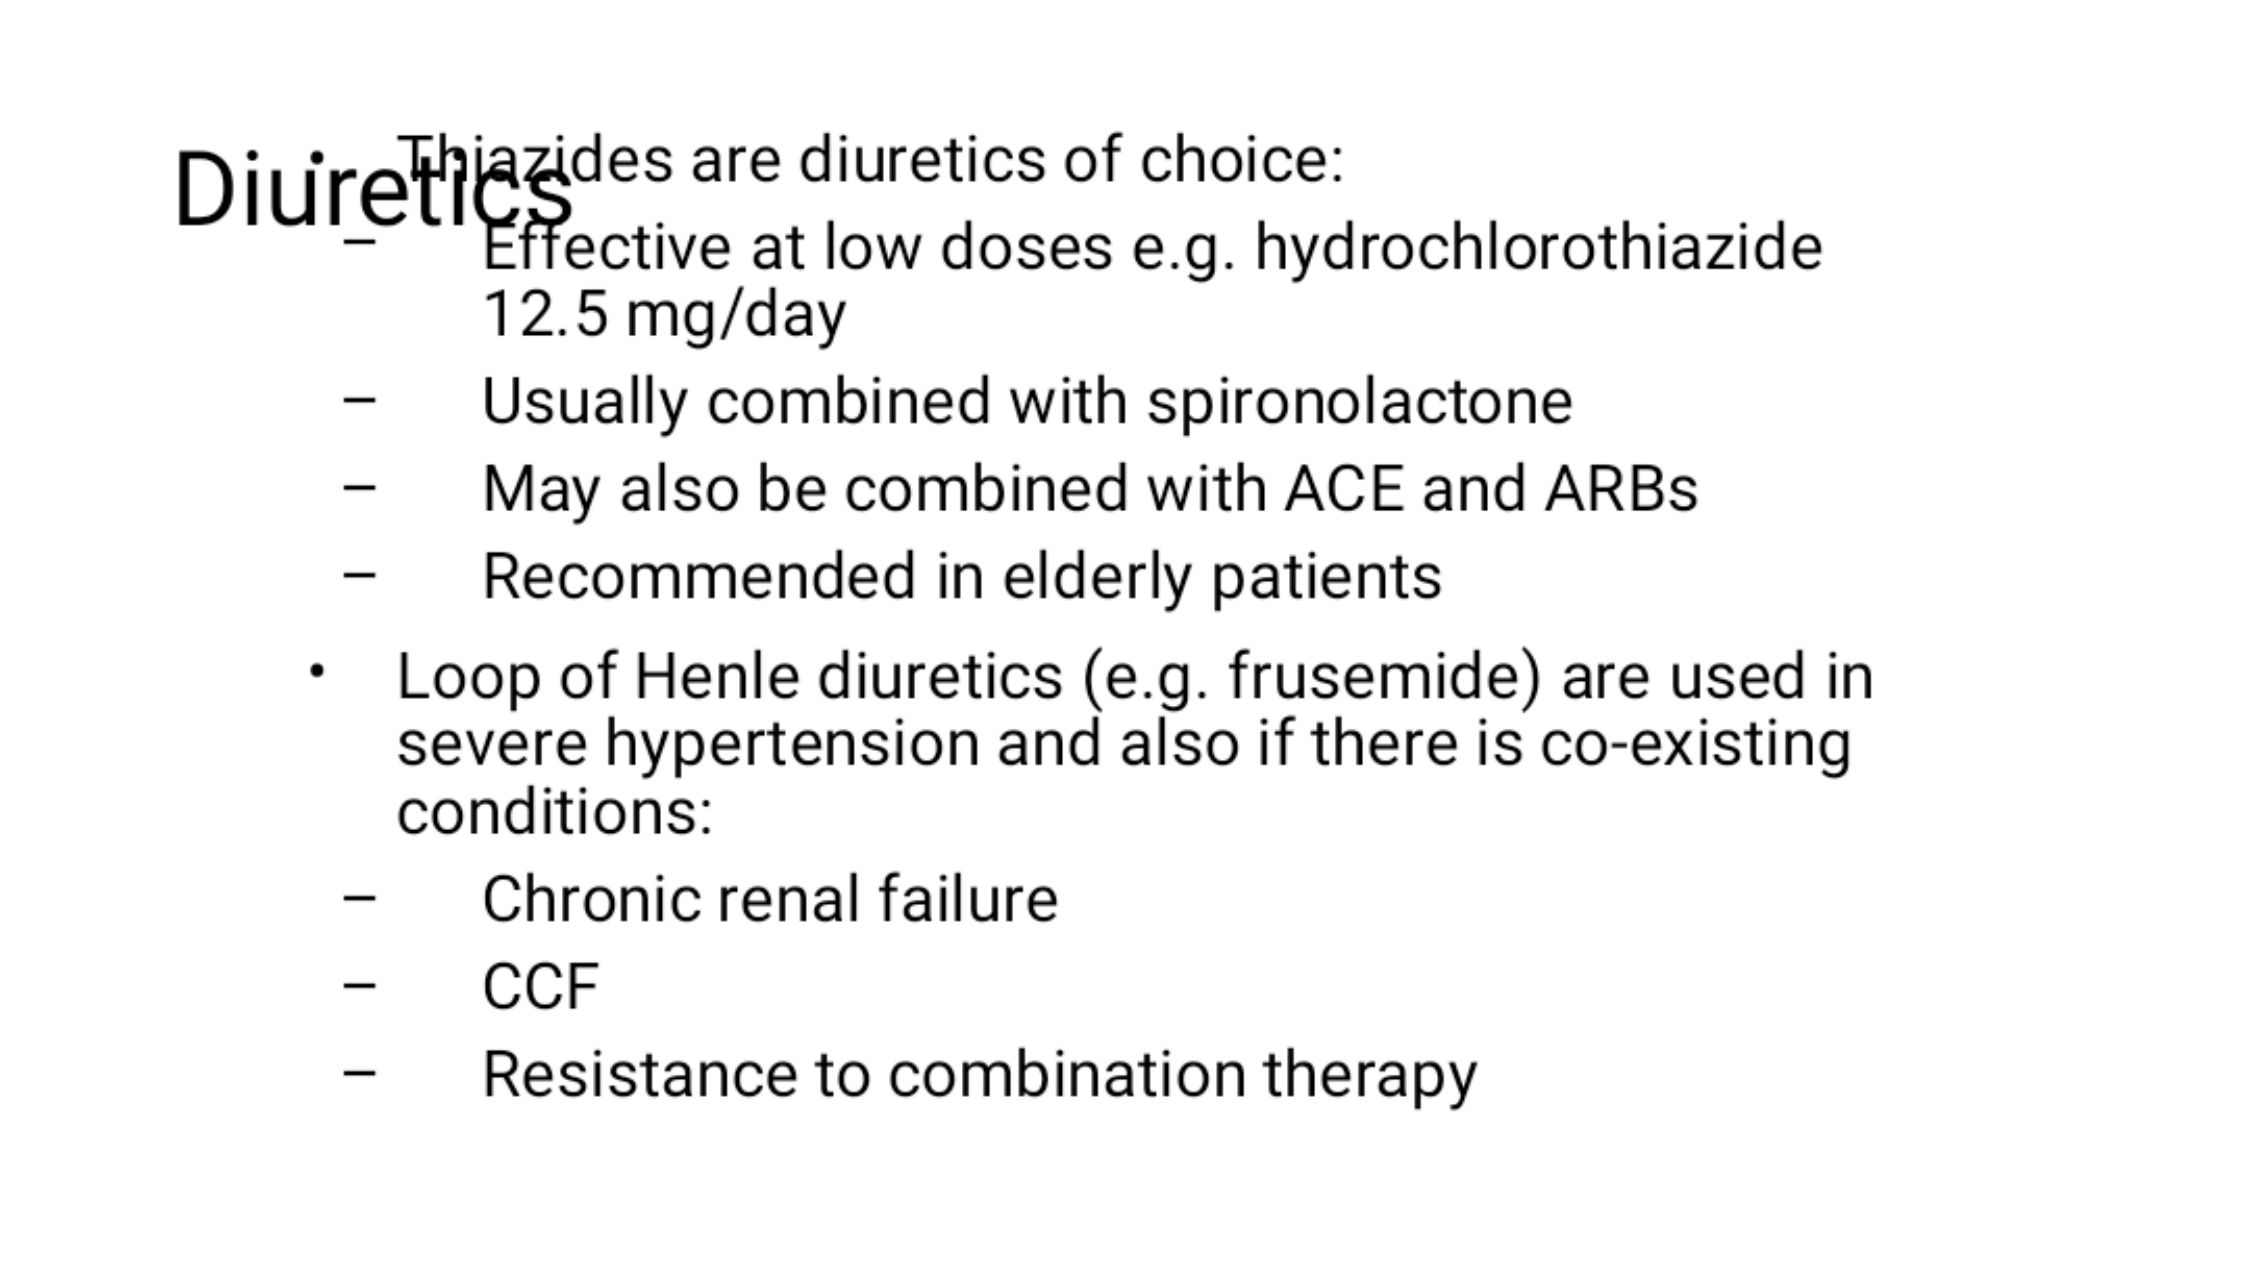 Diuretics
• Thiazides are diuretics of choice:
– Effective at low doses e.g. hydrochlorothiazide
12.5 mg/day
– Usually combined with spironolactone
– May also be combined with ACE and ARBs
– Recommended in elderly patients
• Loop of Henle diuretics (e.g. frusemide) are used in
severe hypertension and also if there is co-existing
conditions:
– Chronic renal failure
– CCF
– Resistance to combination therapy